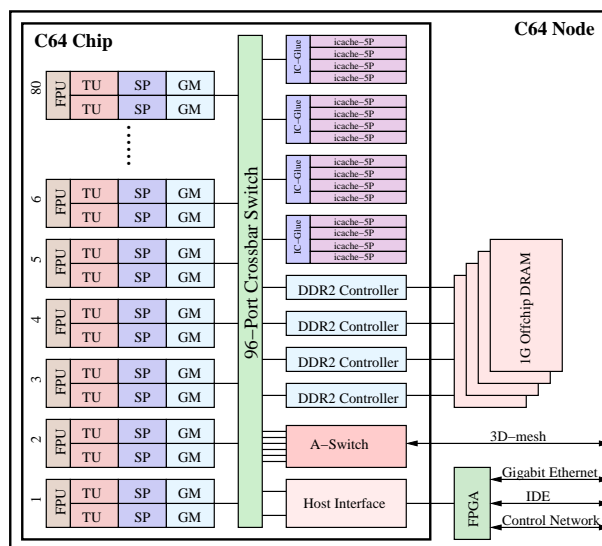 C64 Chip
C64 Node
80
FPU
TU SP GM
TU SP GM
6
FPU
TU SP GM
TU SP GM
5
FPU
TU SP GM
TU SP GM
4
FPU
TU SP GM
TU SP GM
3
FPU
TU SP GM
TU SP GM
2
FPU
TU SP GM
TU SP GM
1
FPU
TU SP GM
TU SP GM
96-Port Crossbar Switch
IC-Glue
icache-5P
icache-5P
icache-5P
icache-5P
IC-Glue
icache-5P
icache-5P
icache-5P
icache-5P
IC-Glue
icache-5P
icache-5P
icache-5P
icache-5P
IC-Glue
icache-5P
icache-5P
icache-5P
icache-5P
DDR2 Controller
DDR2 Controller
DDR2 Controller
DDR2 Controller
1G Offchip DRAM
A-Switch
3D-mesh
Host Interface
FPGA
Gigabit Ethernet
IDE
Control Network